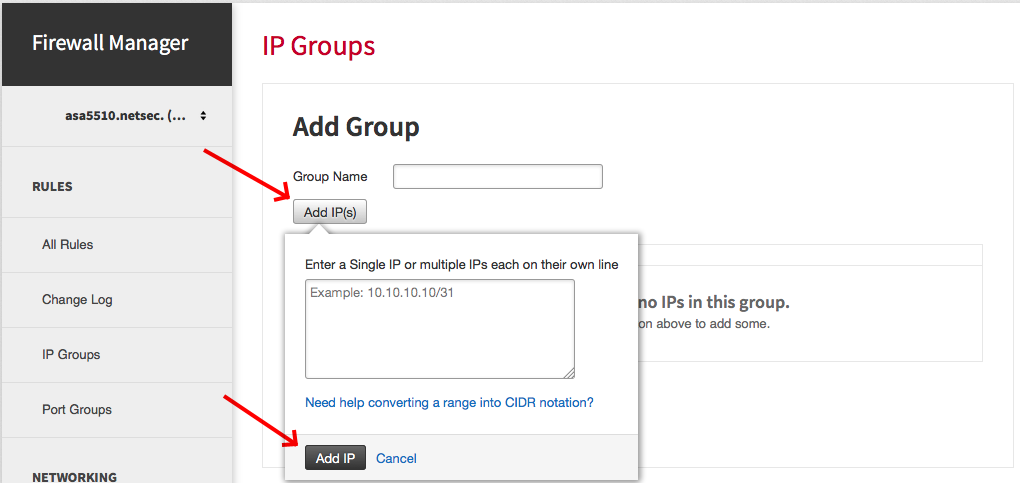 Firewall Manager
asa5510.netsec. (...
RULES
All Rules
Change Log
IP Groups
Port Groups
NETWORKING
IP Groups
Add Group
Group Name
Add IP(s)
Enter a Single IP or multiple IPs each on their own line
Example: 10.10.10.10/31
no IPs in this group.
on above to add some.
Need help converting a range into CIDR notation?
Add IP Cancel